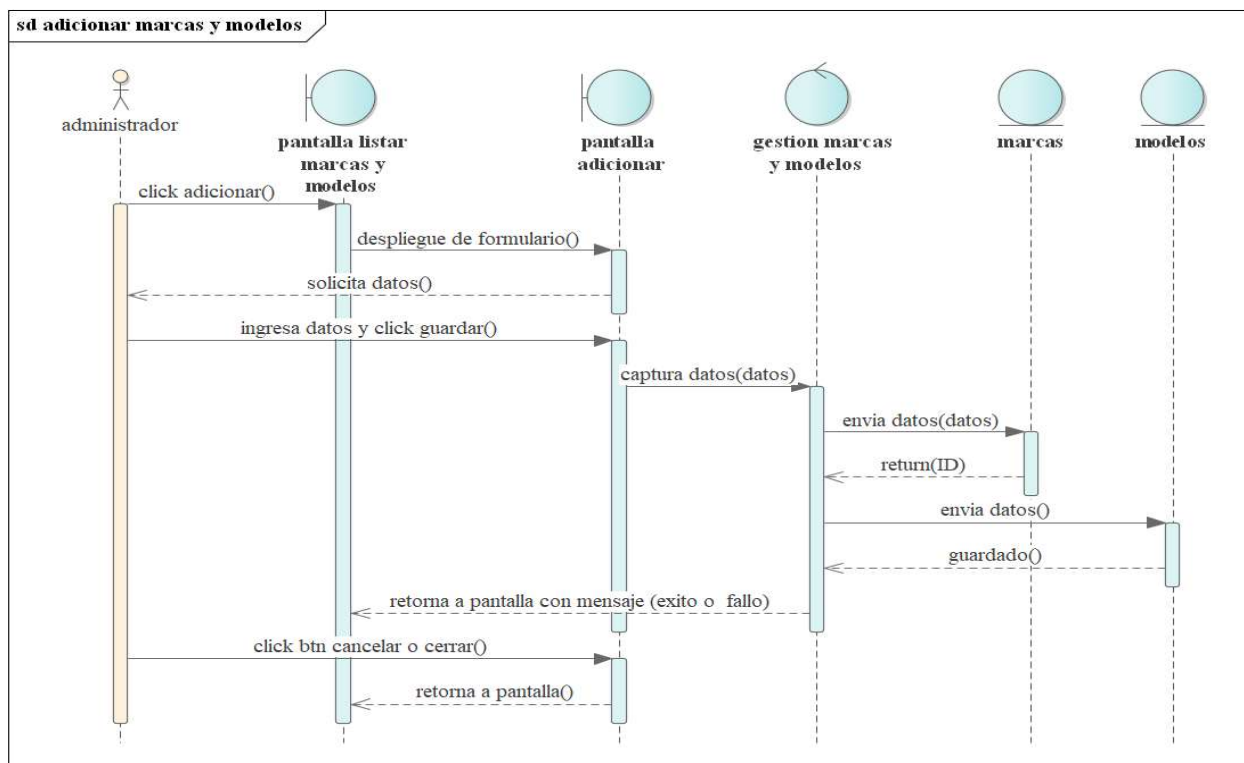 sd adicionar marcas y modelos
administrador
pantalla listar
marcas y
modelos
pantalla
adicionar
gestion marcas
y modelos
marcas
modelos
click adicionar()
despliegue de formulario()
solicita datos()
ingresa datos y click guardar()
captura datos(datos)
envia datos(datos)
return(ID)
envia datos()
guardado()
retorna a pantalla con mensaje (exito o  fallo)
click btn cancelar o cerrar()
retorna a pantalla()